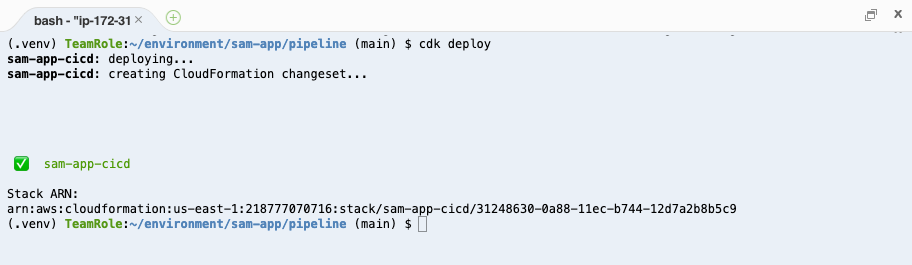 bash - "ip-172-31
(.venv) TeamRole:~/environment/sam-app/pipeline (main) $ cdk deploy
sam-app-cicd: deploying...
sam-app-cicd: creating CloudFormation changeset...
✅ sam-app-cicd
Stack ARN:
arn:aws:cloudformation:us-east-1:218777070716:stack/sam-app-cicd/31248630-0a88-11ec-b744-12d7a2b8b5c9
(.venv) TeamRole:~/environment/sam-app/pipeline (main) $